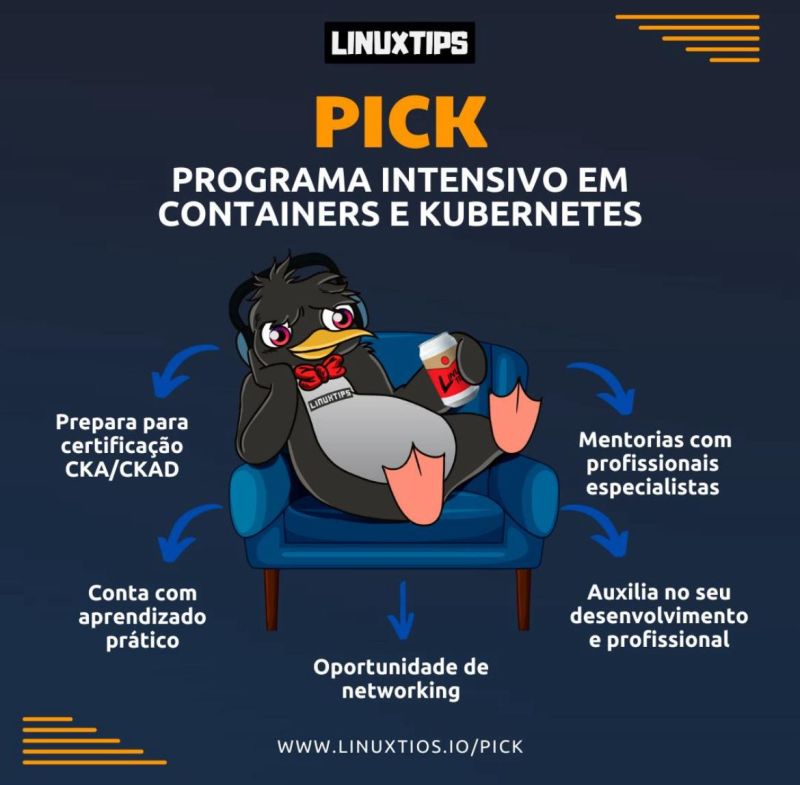 LINUXTIPS
PICK
PROGRAMA INTENSIVO EM
CONTAINERS E KUBERNETES
LINUXTIPS
Prepara para
certificação
CKA/CKAD
Mentorias com
profissionais
especialistas
Conta com
aprendizado
prático
Auxilia no seu
desenvolvimento
e profissional
Oportunidade de
networking
WWW.LINUXTIOS.IO/PICK